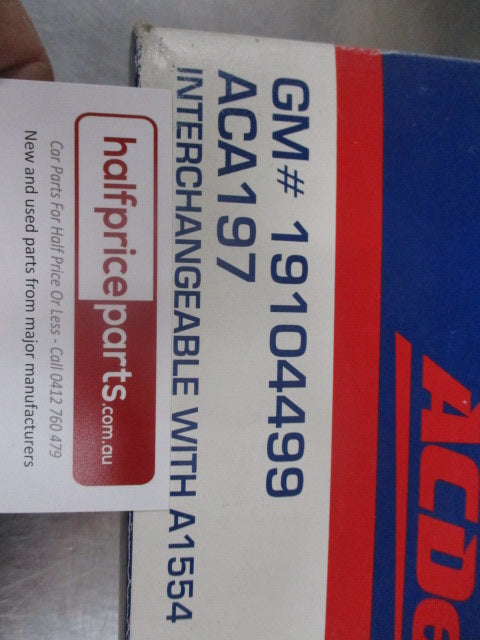 GM# 19104499
ACA197
INTERCHANGEABLE WITH A1554
halfpriceparts.com.au
Car Parts For Half Price Or Less - Call 0412 760 479
New and used parts from major manufacturers